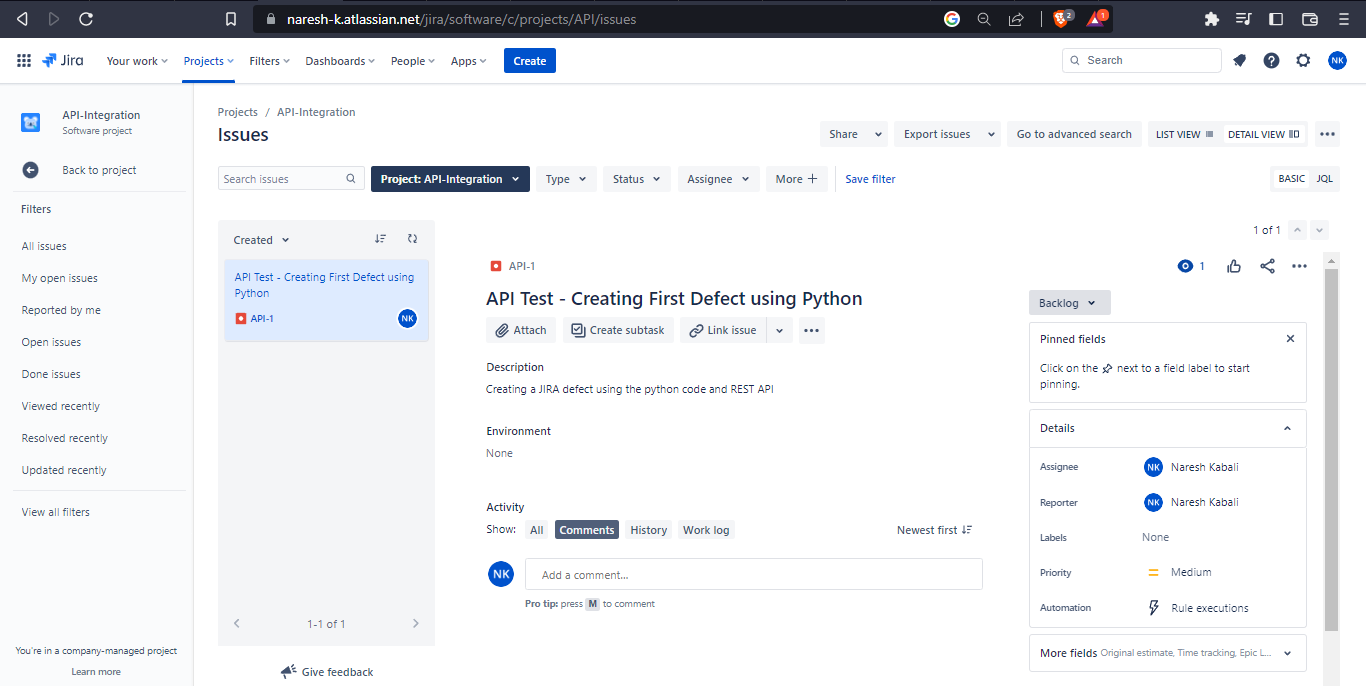 naresh-k.atlassian.net/jira/software/c/projects/API/issues
2
1
Jira
Your work
Projects
Filters
Dashboards
People
Apps
Create
Search
NK
API-Integration
Software project
Back to project
Filters
All issues
My open issues
Reported by me
Open issues
Done issues
Viewed recently
Resolved recently
Updated recently
View all filters
You're in a company-managed project
Learn more
Projects / API-Integration
Issues
Share
Export issues
Go to advanced search
LIST VIEW
DETAIL VIEW
Search issues
Project: API-Integration
Type
Status
Assignee
More
Save filter
BASIC
JQL
Created
API Test - Creating First Defect using
Python
API-1
NK
1-1 of 1
Give feedback
1 of 1
API-1
1
API Test - Creating First Defect using Python
Attach
Create subtask
Link issue
Description
Creating a JIRA defect using the python code and REST API
Environment
None
Activity
Show:
All
Comments
History
Work log
Newest first
NK
Add a comment...
Pro tip: press M to comment
Backlog
Pinned fields
Click on the next to a field label to start
pinning.
Details
Assignee
NK Naresh Kabali
Reporter
NK Naresh Kabali
Labels
None
Priority
Medium
Automation
Rule executions
More fields Original estimate, Time tracking, Epic L...